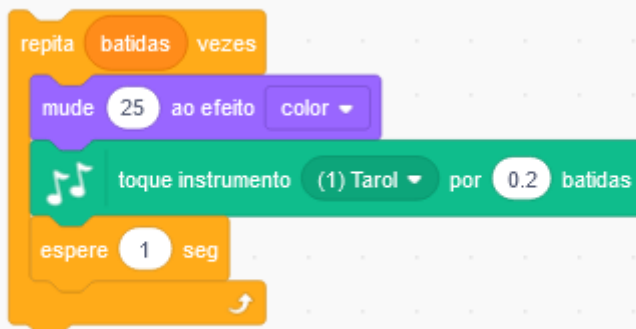 repita batidas vezes
mude 25 ao efeito color
toque instrumento (1) Tarol por 0.2 batidas
espere 1 seg